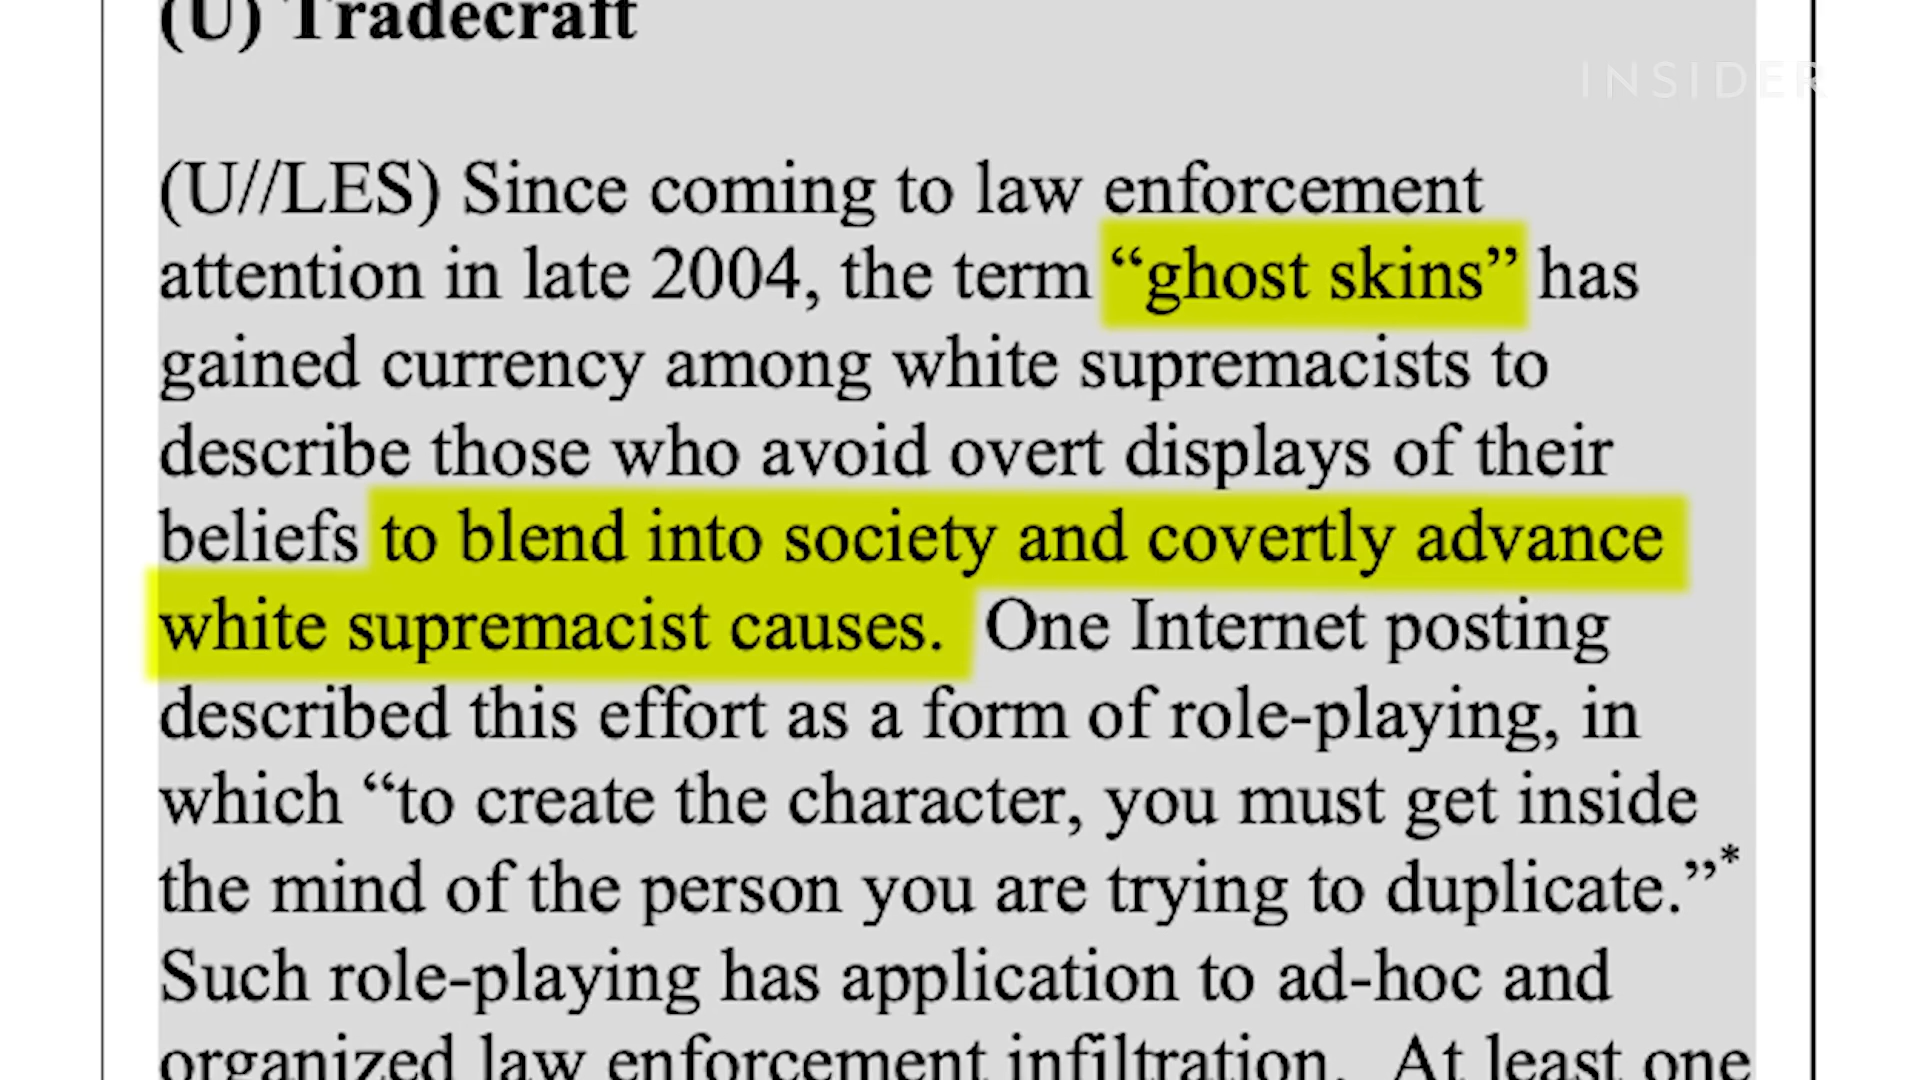 (U) Tradecraft
INSIDER
(U//LES) Since coming to law enforcement
attention in late 2004, the term “ghost skins” has
gained currency among white supremacists to
describe those who avoid overt displays of their
beliefs to blend into society and covertly advance
white supremacist causes. One Internet posting
described this effort as a form of role-playing, in
which “to create the character, you must get inside
the mind of the person you are trying to duplicate.”*
Such role-playing has application to ad-hoc and
organized law enforcement infiltration. At least one